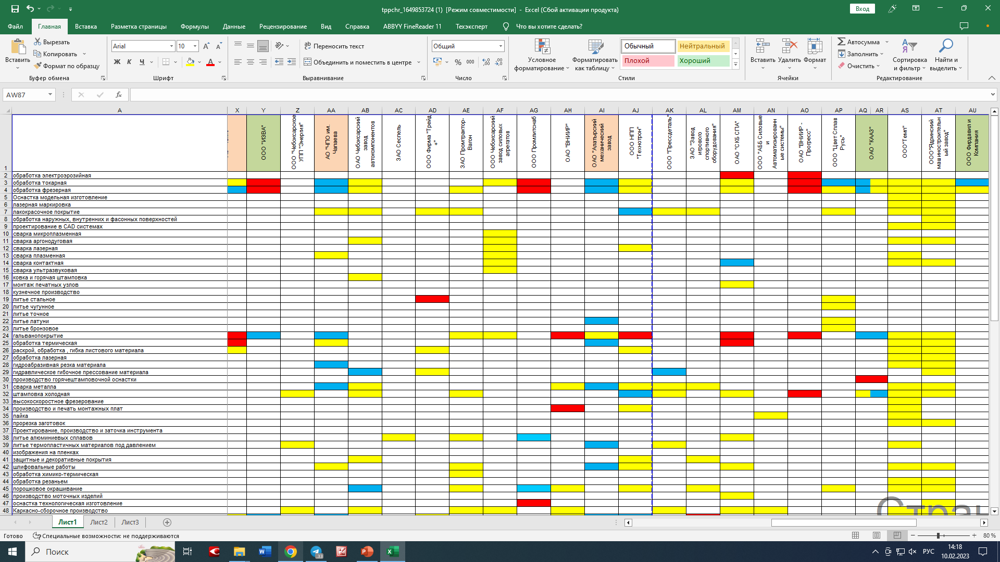 tppchr_1649853724 (1) [Режим совместимости] - Excel (Сбой активации продукта)
Вход
Файл Главная Вставка Разметка страницы Формулы Данные Рецензирование Вид Справка ABBYY FineReader 11 Техэксперт Что вы хотите сделать?
Вставить
Вырезать
Копировать
Формат по образцу
Буфер обмена
Arial 10
Ж К Ч
Шрифт
Переносить текст
Объединить и поместить в центре
Выравнивание
Общий
% 000
Число
Условное форматирование
Форматировать как таблицу
Обычный Нейтральный
Плохой Хороший
Стили
Вставить Удалить Формат
Ячейки
Автосумма
Заполнить
Очистить
Сортировка и фильтр
Найти и выделить
Редактирование
AW87
fx
A X Y Z AA AB AC AD AE AF AG AH AI AJ AK AL AM AN AO AP AQ AR AS AT AU
1
ООО "ИЗВА"
ООО "Чебоксарское УПП "Энергия"
АО "ЧПО им. Чапаева
ОАО Чебоксарский завод автокомпонентов
ЗАО Сеспель
ООО Фирма "Трейд +"
ЗАО Промтрактор-Вагон
ООО Чебоксарский завод силовых агрегатов
ООО Промлитснаб
ОАО "ВНИИР"
ОАО "Алатырский механический завод
ООО НПП "Технотрон"
ООО "Прессдеталь"
ЗАО "Завод игрового спортивного оборудования"
ОАО "СКБ СПА"
ООО "АББ Силовые и Автоматизированн ые системы"
ОАО "ВНИИР - Прогресс"
ООО "Цвет Сплав Русь"
ОАО "КААЗ"
ООО"Темп"
ООО"Ядринский машиностроительн ый завод"
ООО Фирдавил и Компания
2 обработка электроэрозийная
3 обработка токарная
4 обработка фрезерная
5 Оснастка модельная изготовление
6 лазерная маркировка
7 лакокрасочное покрытие
8 обработка наружных, внутренних и фасонных поверхностей
9 проектирование в CAD системах
10 сварка микроплазменная
11 сварка аргонодуговая
12 сварка лазерная
13 сварка плазменная
14 сварка контактная
15 сварка ультразвуковая
16 ковка и горячая штамповка
17 монтаж печатных узлов
18 кузнечное производство
19 литье стальное
20 литье чугунное
21 литье точное
22 литье латуни
23 литье бронзовое
24 гальванопокрытие
25 обработка термическая
26 раскрой, обработка , гибка листового материала
27 обработка лазерная
28 гидроабразивная резка материала
29 гидравлическое гибочное прессование материала
30 производство горячештамповочной оснастки
31 сварка металла
32 штамповка холодная
33 высокоскоростное фрезерование
34 производство и печать монтажных плат
35 пайка
36 прорезка заготовок
37 Проектирование, производство и заточка инструмента
38 литье алюминиевых сплавов
39 литье термопластичных материалов под давлением
40 изображения на пленках
41 защитные и декоративные покрытия
42 шлифовальные работы
43 обработка химико-термическая
44 обработка резаньем
45 порошковое окрашивание
46 производство моточных изделий
47 оснастка технологическая изготовление
48 Каркасно-сборочное производство
Лист1 Лист2 Лист3
Готово Специальные возможности: не поддерживаются
80 %
Поиск
33
РУС
14:18
10.02.2023